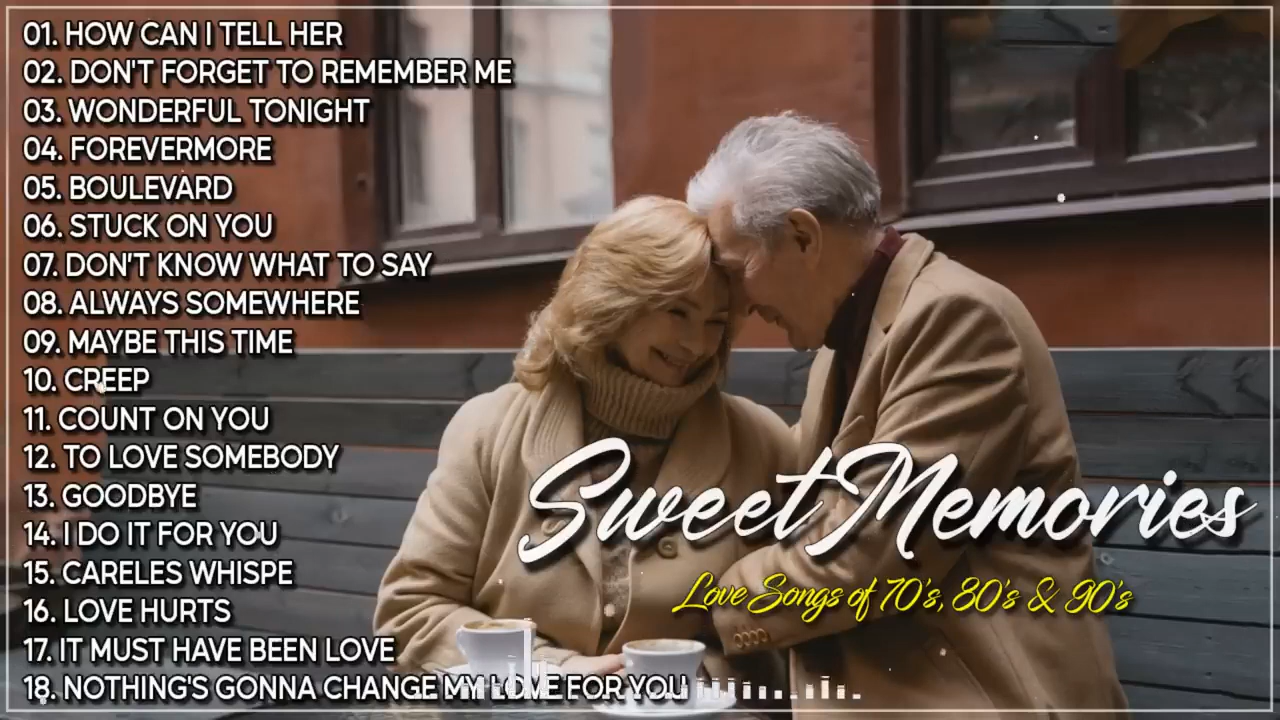 01. HOW CAN I TELL HER
02. DON'T FORGET TO REMEMBER ME
03. WONDERFUL TONIGHT
04. FOREVERMORE
05. BOULEVARD
06. STUCK ON YOU
07. DON'T KNOW WHAT TO SAY
08. ALWAYS SOMEWHERE
09. MAYBE THIS TIME
10. CREEP
11. COUNT ON YOU
12. TO LOVE SOMEBODY
13. GOODBYE
14. I DO IT FOR YOU
15. CARELES WHISPE
16. LOVE HURTS
17. IT MUST HAVE BEEN LOVE
18. NOTHING'S GONNA CHANGE MY LOVE FOR YOU
Sweet Memories
Love Songs of 70's, 80's & 90's